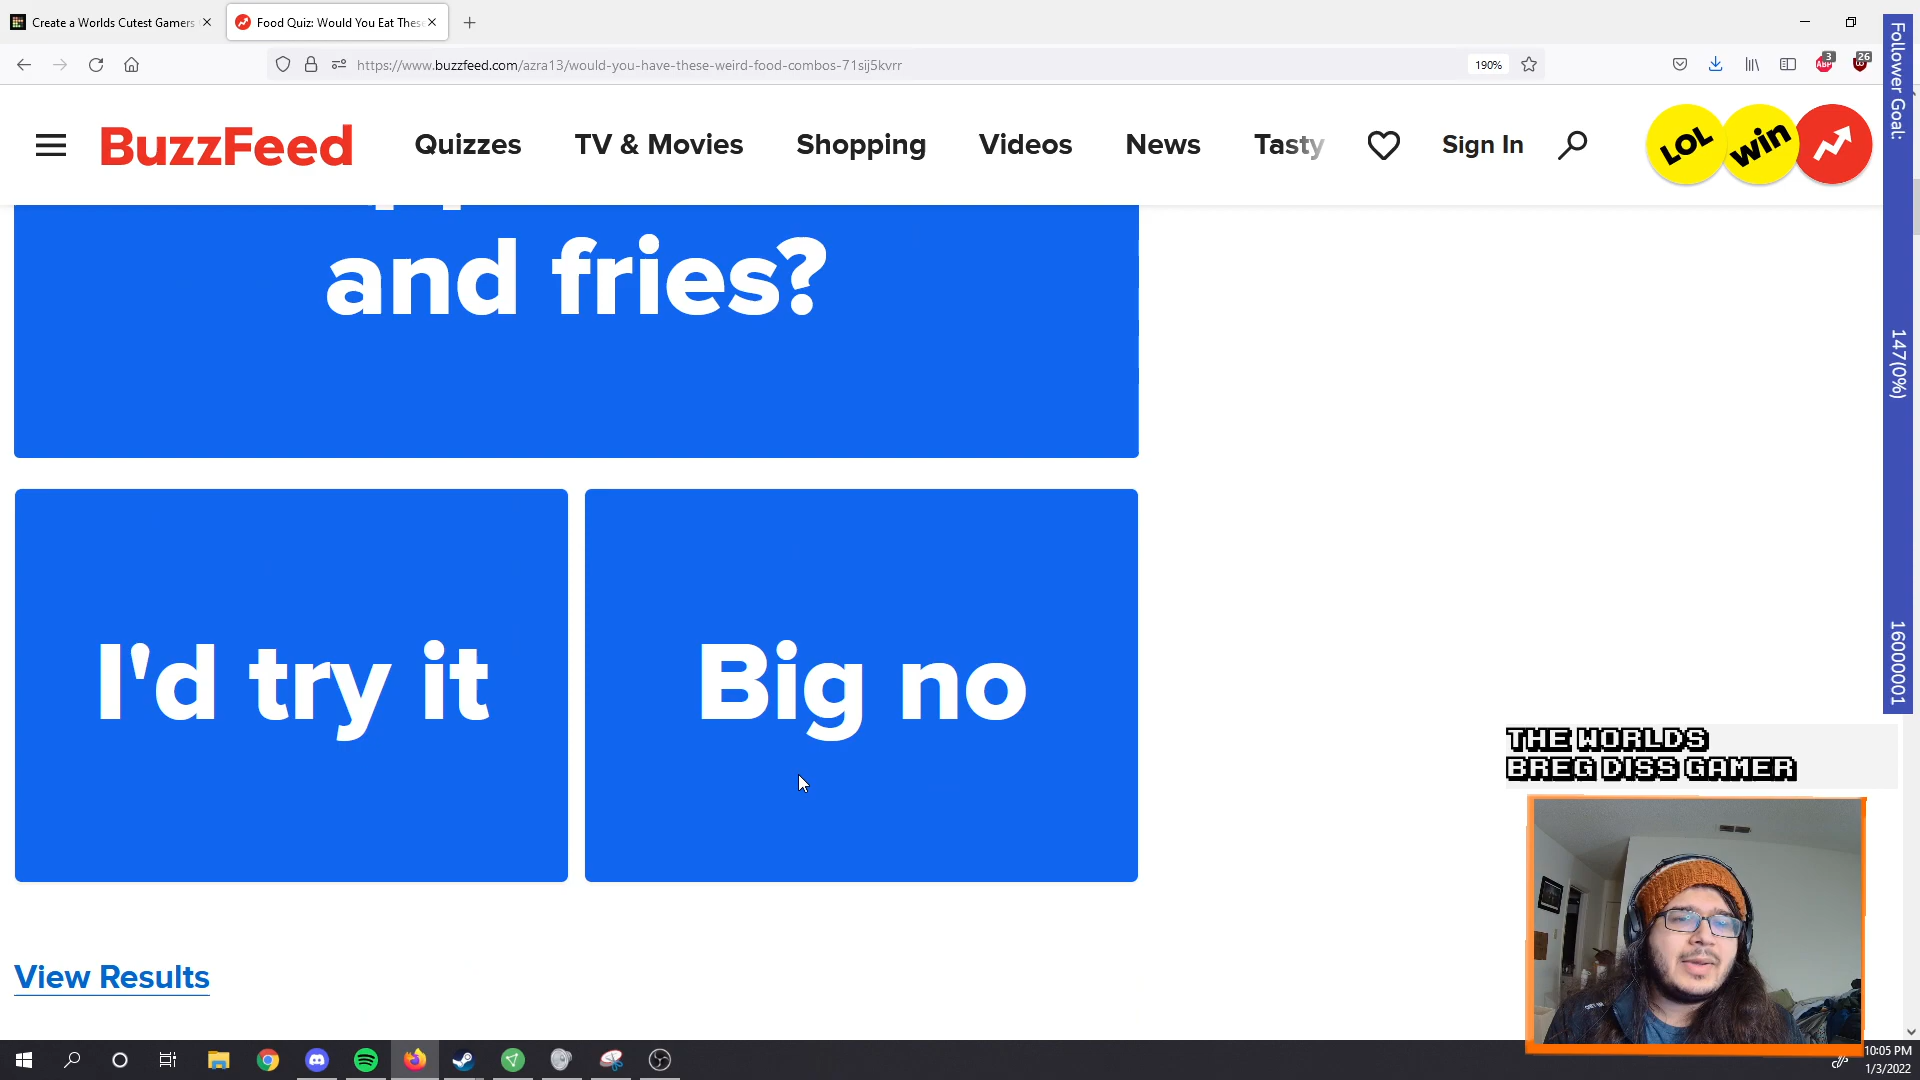 Create a Worlds Cutest Gamers
Food Quiz: Would You Eat Thes
https://www.buzzfeed.com/azra13/would-you-have-these-weird-food-combos-71sij5kvrr
190%
ABP
3
26
BuzzFeed
Quizzes
TV & Movies
Shopping
Videos
News
Tasty
Sign In
LOL
win
Follower Goal:
147(0%)
16000001
and fries?
I'd try it
Big no
View Results
THE WORLDS
BREG DISS GAMER
10:05 PM
1/3/2022